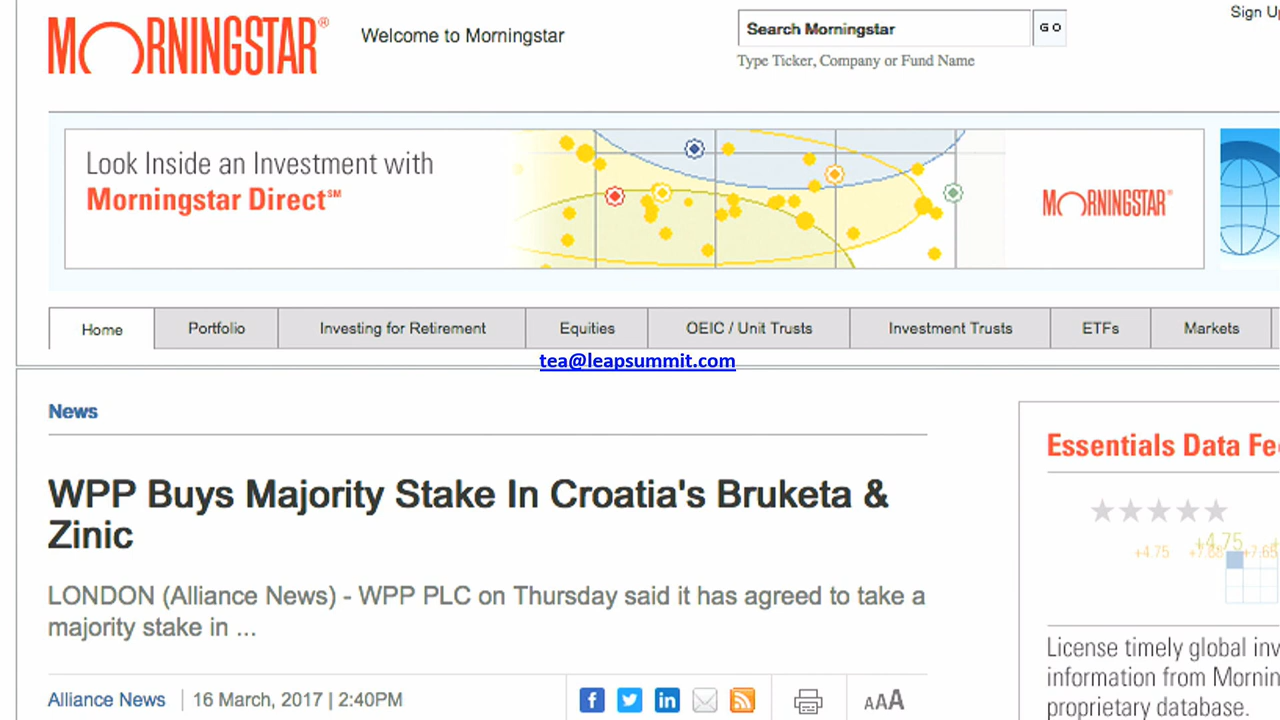 MORNINGSTAR®
Welcome to Morningstar
Search Morningstar
GO
Sign Up
Type Ticker, Company or Fund Name
Look Inside an Investment with
Morningstar Direct℠
MORNINGSTAR®
Home
Portfolio
Investing for Retirement
Equities
OEIC / Unit Trusts
Investment Trusts
ETFs
Markets
tea@leapsummit.com
News
WPP Buys Majority Stake In Croatia's Bruketa &
Zinic
LONDON (Alliance News) - WPP PLC on Thursday said it has agreed to take a
majority stake in ...
Alliance News
16 March, 2017 | 2:40PM
AAA
Essentials Data Fe
+4.75
+4.75
+7.65
License timely global inv
information from Mornin
proprietary database.